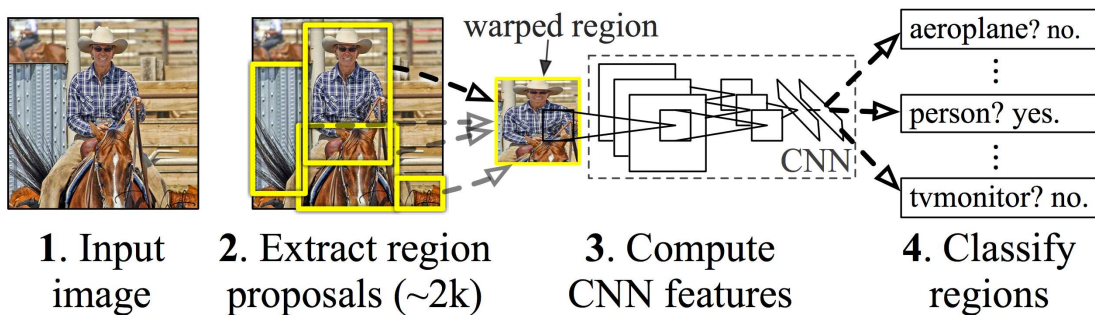 warped region
aeroplane? no.
⋮
person? yes.
⋮
tvmonitor? no.
CNN
1. Input
image
2. Extract region
proposals (~2k)
3. Compute
CNN features
4. Classify
regions